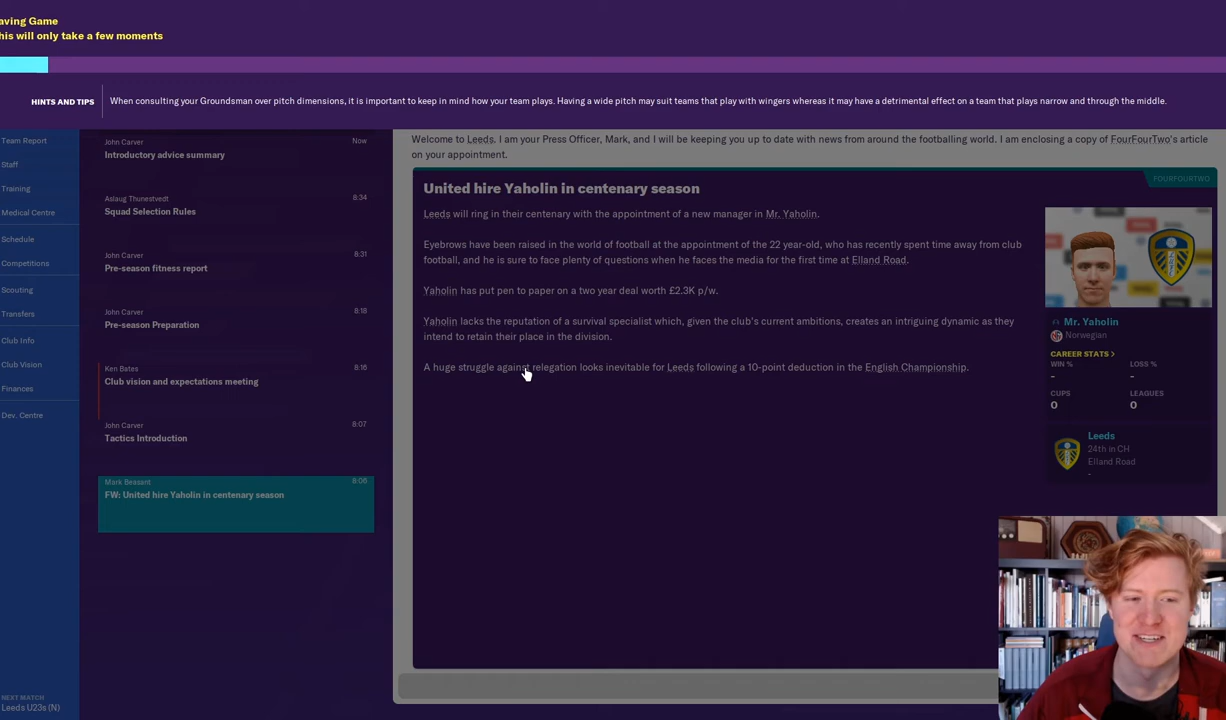 aving Game
his will only take a few moments
HINTS AND TIPS
When consulting your Groundsman over pitch dimensions, it is important to keep in mind how your team plays. Having a wide pitch may suit teams that play with wingers whereas it may have a detrimental effect on a team that plays narrow and through the middle.
Team Report
Staff
Training
Medical Centre
Schedule
Competitions
Scouting
Transfers
Club Info
Club Vision
Finances
Dev. Centre
NEXT MATCH
Leeds U23s (N)
John Carver Now
Introductory advice summary
Aslaug Thunestvedt 8:34
Squad Selection Rules
John Carver 8:31
Pre-season fitness report
John Carver 8:18
Pre-season Preparation
Ken Bates 8:16
Club vision and expectations meeting
John Carver 8:07
Tactics Introduction
Mark Beasant 8:06
FW: United hire Yaholin in centenary season
Welcome to Leeds. I am your Press Officer, Mark, and I will be keeping you up to date with news from around the footballing world. I am enclosing a copy of FourFourTwo's article
on your appointment.
FOURFOURTWO
United hire Yaholin in centenary season
Leeds will ring in their centenary with the appointment of a new manager in Mr. Yaholin.
Eyebrows have been raised in the world of football at the appointment of the 22 year-old, who has recently spent time away from club
football, and he is sure to face plenty of questions when he faces the media for the first time at Elland Road.
Yaholin has put pen to paper on a two year deal worth £2.3K p/w.
Yaholin lacks the reputation of a survival specialist which, given the club's current ambitions, creates an intriguing dynamic as they
intend to retain their place in the division.
A huge struggle against relegation looks inevitable for Leeds following a 10-point deduction in the English Championship.
Mr. Yaholin
Norwegian
CAREER STATS >
WIN % LOSS %
- -
CUPS LEAGUES
0 0
Leeds
24th in CH
Elland Road
-